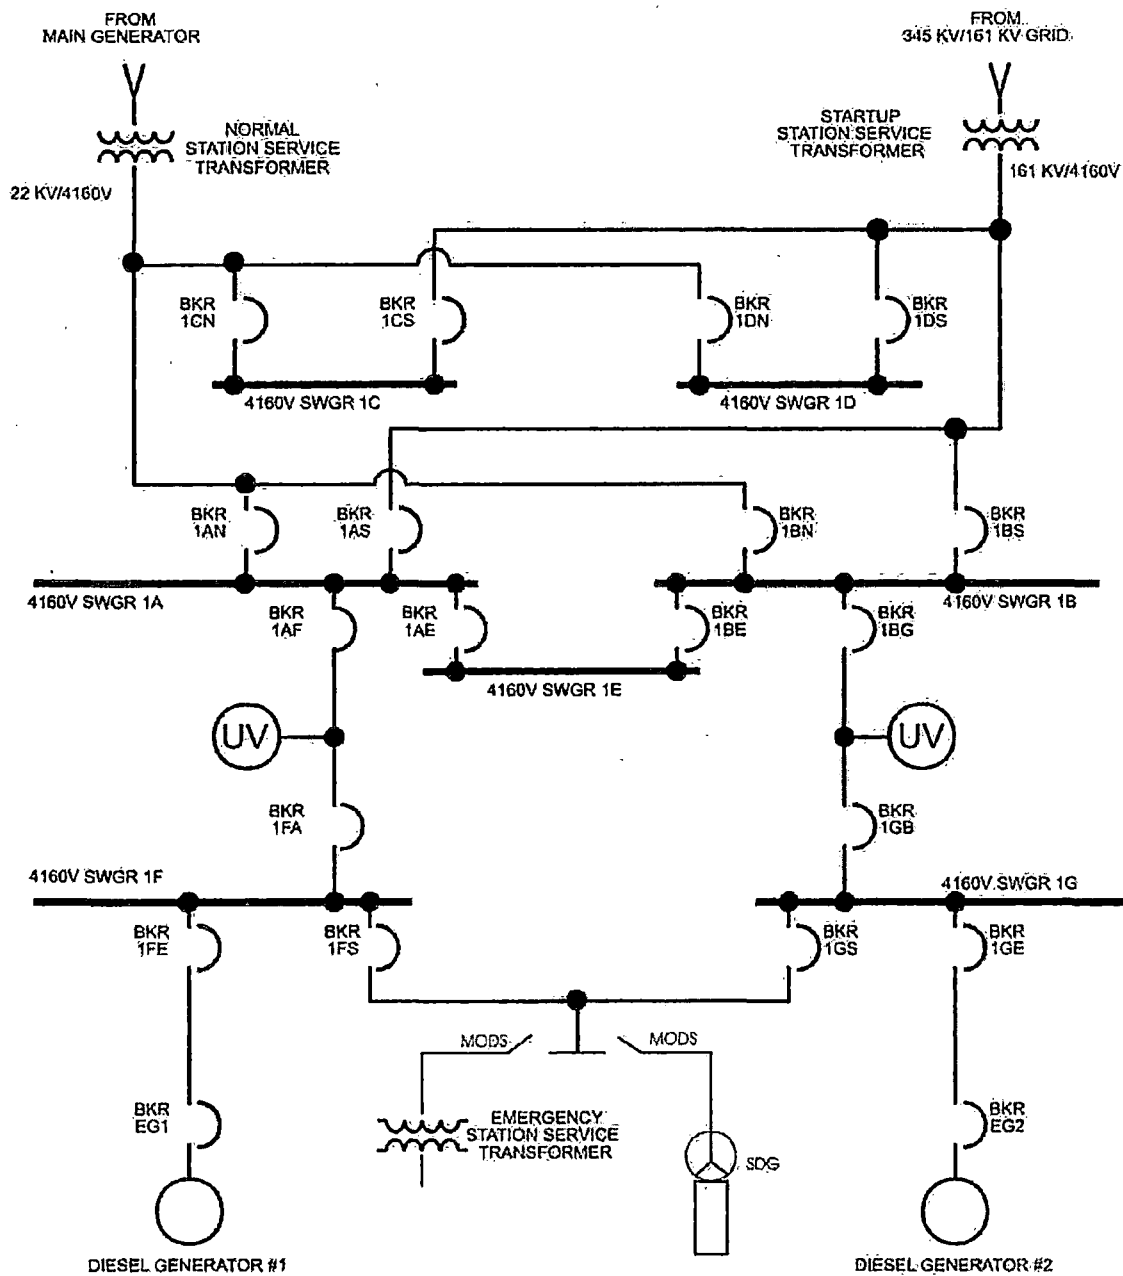 FROM
MAIN GENERATOR
FROM
345 KV/161 KV GRID
NORMAL
STATION SERVICE
TRANSFORMER
STARTUP
STATION SERVICE
TRANSFORMER
22 KV/4160V
161 KV/4160V
BKR
1CN
BKR
1CS
BKR
1DN
BKR
1DS
4160V SWGR 1C
4160V SWGR 1D
BKR
1AN
BKR
1AS
BKR
1BN
BKR
1BS
4160V SWGR 1A
4160V SWGR 1B
BKR
1AF
BKR
1AE
BKR
1BE
BKR
1BG
4160V SWGR 1E
UV
UV
BKR
1FA
BKR
1GB
4160V SWGR 1F
4160V SWGR 1G
BKR
1FE
BKR
1FS
BKR
1GS
BKR
1GE
MODS
MODS
BKR
EG1
EMERGENCY
STATION SERVICE
TRANSFORMER
SDG
BKR
EG2
DIESEL GENERATOR #1
DIESEL GENERATOR #2